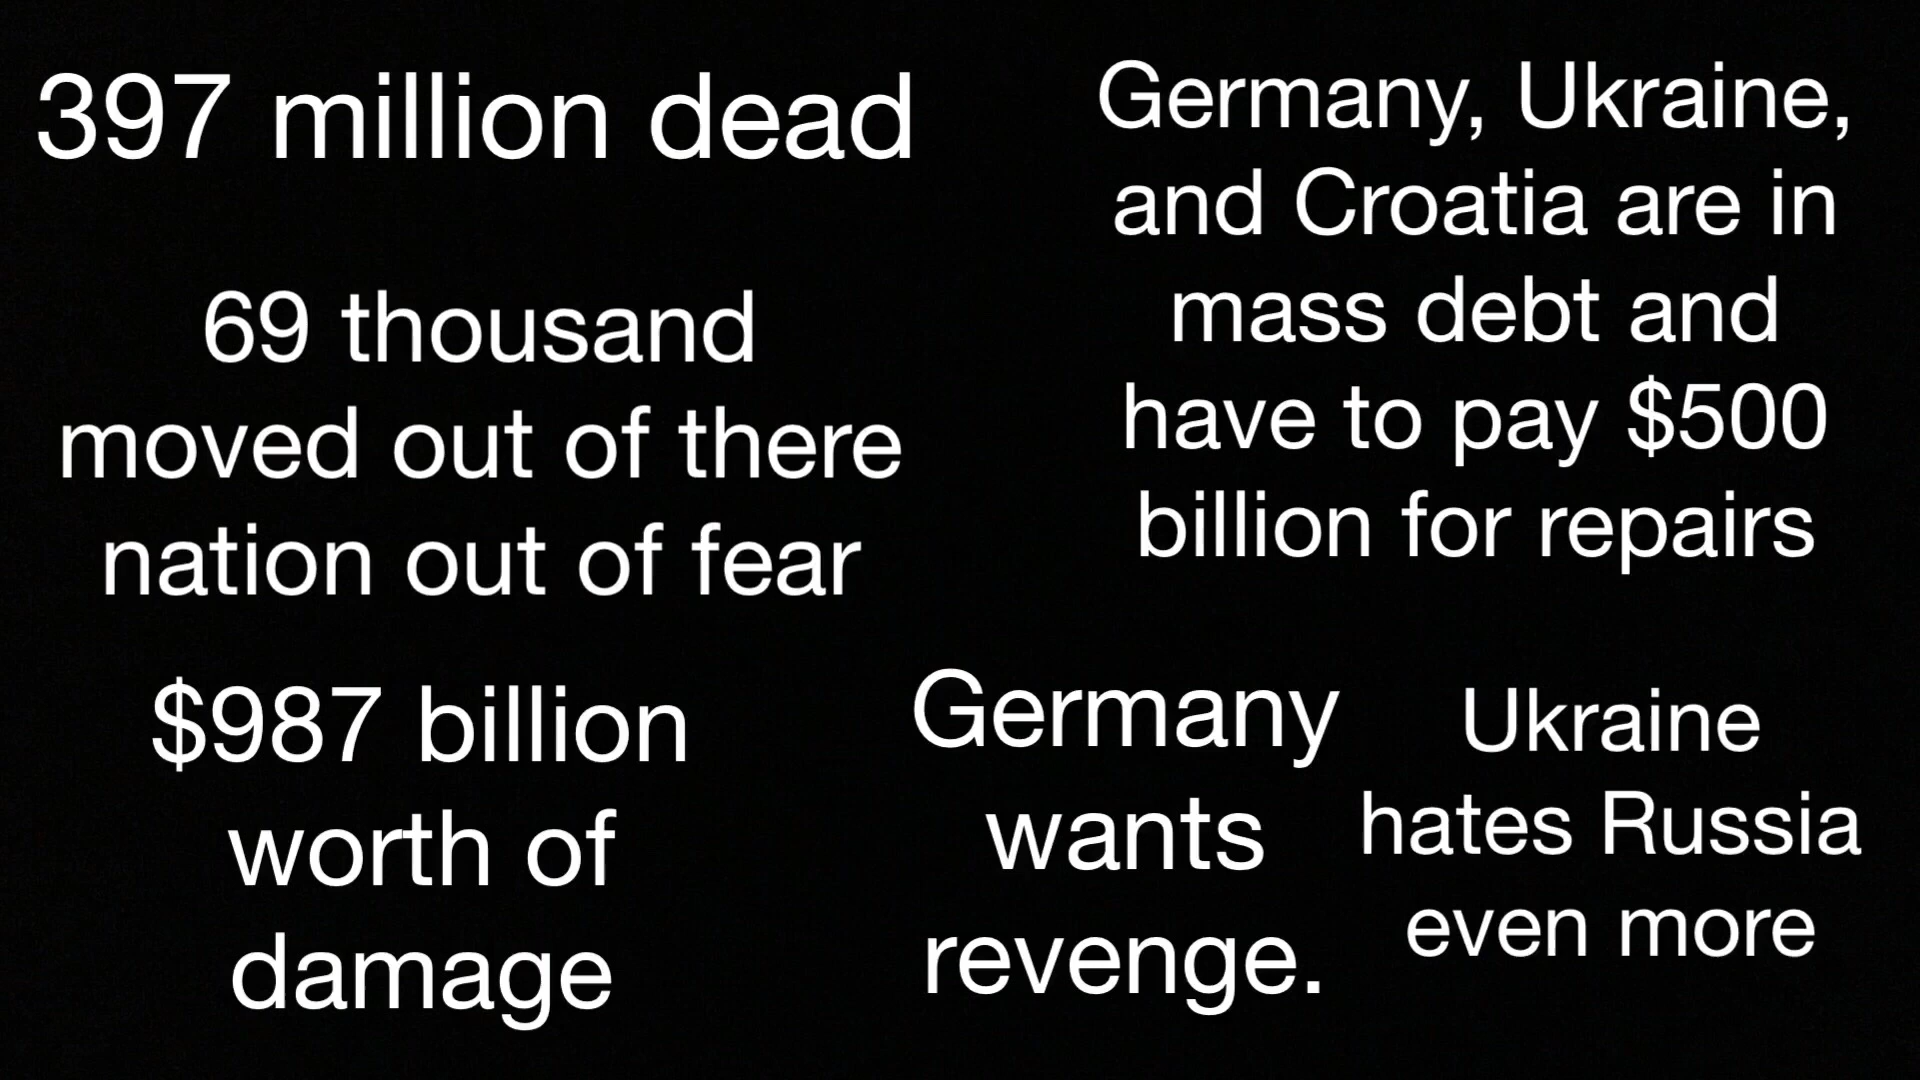 397 million dead
69 thousand
moved out of there
nation out of fear
$987 billion
worth of
damage
Germany, Ukraine,
and Croatia are in
mass debt and
have to pay $500
billion for repairs
Germany
wants
revenge.
Ukraine
hates Russia
even more